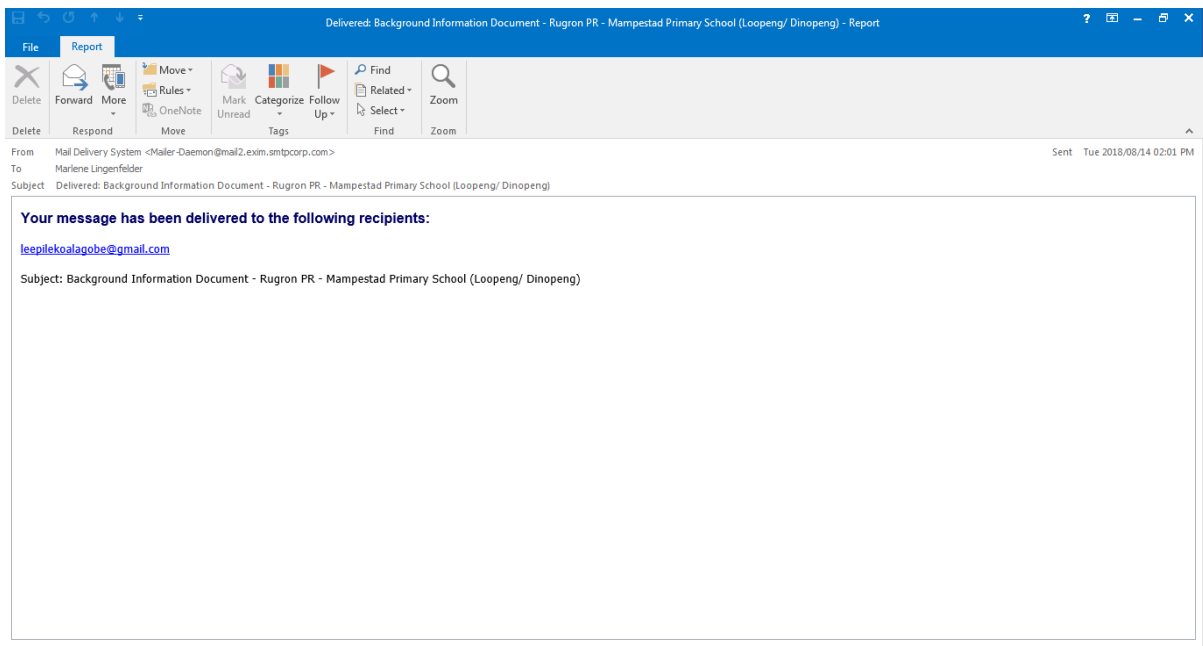 Delivered: Background Information Document - Rugron PR - Mampestad Primary School (Loopeng/ Dinopeng) - Report
File Report
Delete
Forward
More
Move
Rules
OneNote
Mark Unread
Categorize
Follow Up
Find
Related
Select
Zoom
Delete Respond Move Tags Find Zoom
From Mail Delivery System <Mailer-Daemon@mail2.exim.smtpcorp.com> Sent Tue 2018/08/14 02:01 PM
To Marlene Lingenfelder
Subject Delivered: Background Information Document - Rugron PR - Mampestad Primary School (Loopeng/ Dinopeng)
Your message has been delivered to the following recipients:
leepilekoalagobe@gmail.com
Subject: Background Information Document - Rugron PR - Mampestad Primary School (Loopeng/ Dinopeng)